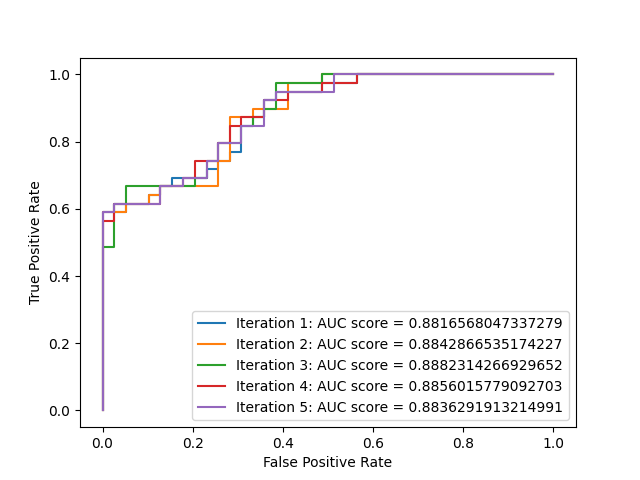 1.0
0.8
0.6
0.4
0.2
0.0
True Positive Rate
Iteration 1: AUC score = 0.8816568047337279
Iteration 2: AUC score = 0.8842866535174227
Iteration 3: AUC score = 0.8882314266929652
Iteration 4: AUC score = 0.8856015779092703
Iteration 5: AUC score = 0.8836291913214991
0.0 0.2 0.4 0.6 0.8 1.0
False Positive Rate